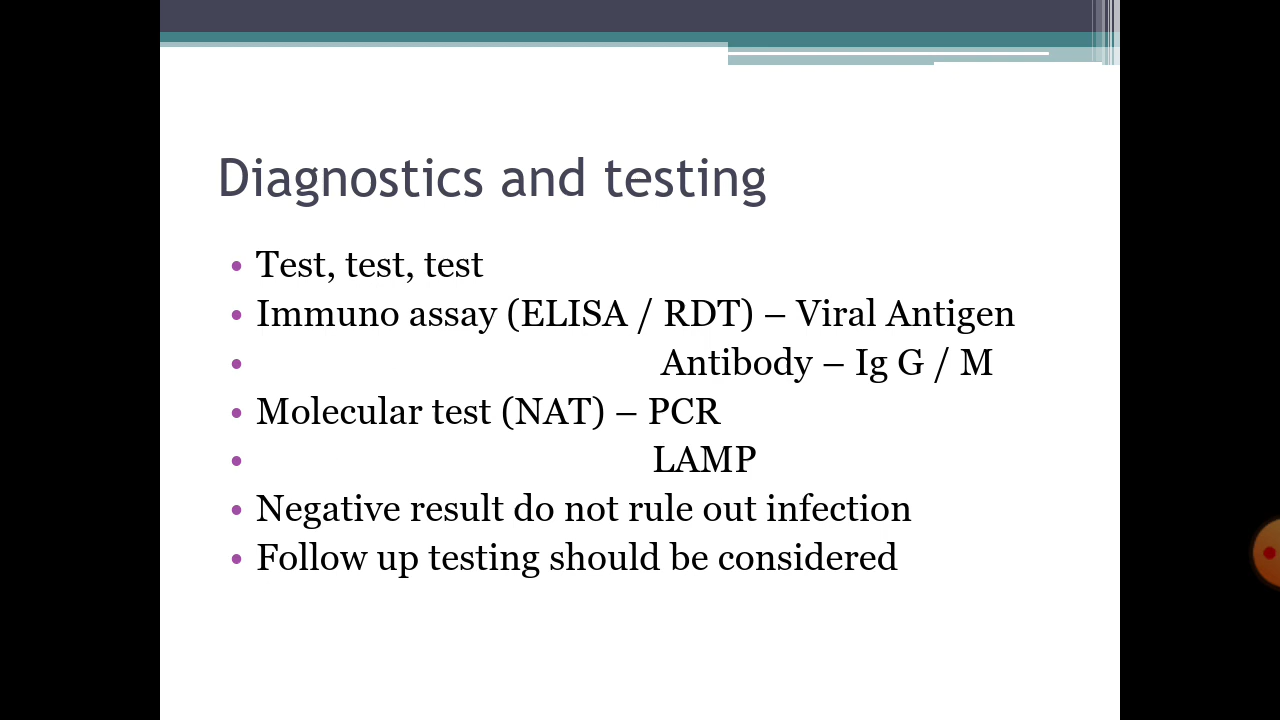 Diagnostics and testing
• Test, test, test
• Immuno assay (ELISA / RDT) – Viral Antigen
• Antibody – Ig G / M
• Molecular test (NAT) – PCR
• LAMP
• Negative result do not rule out infection
• Follow up testing should be considered